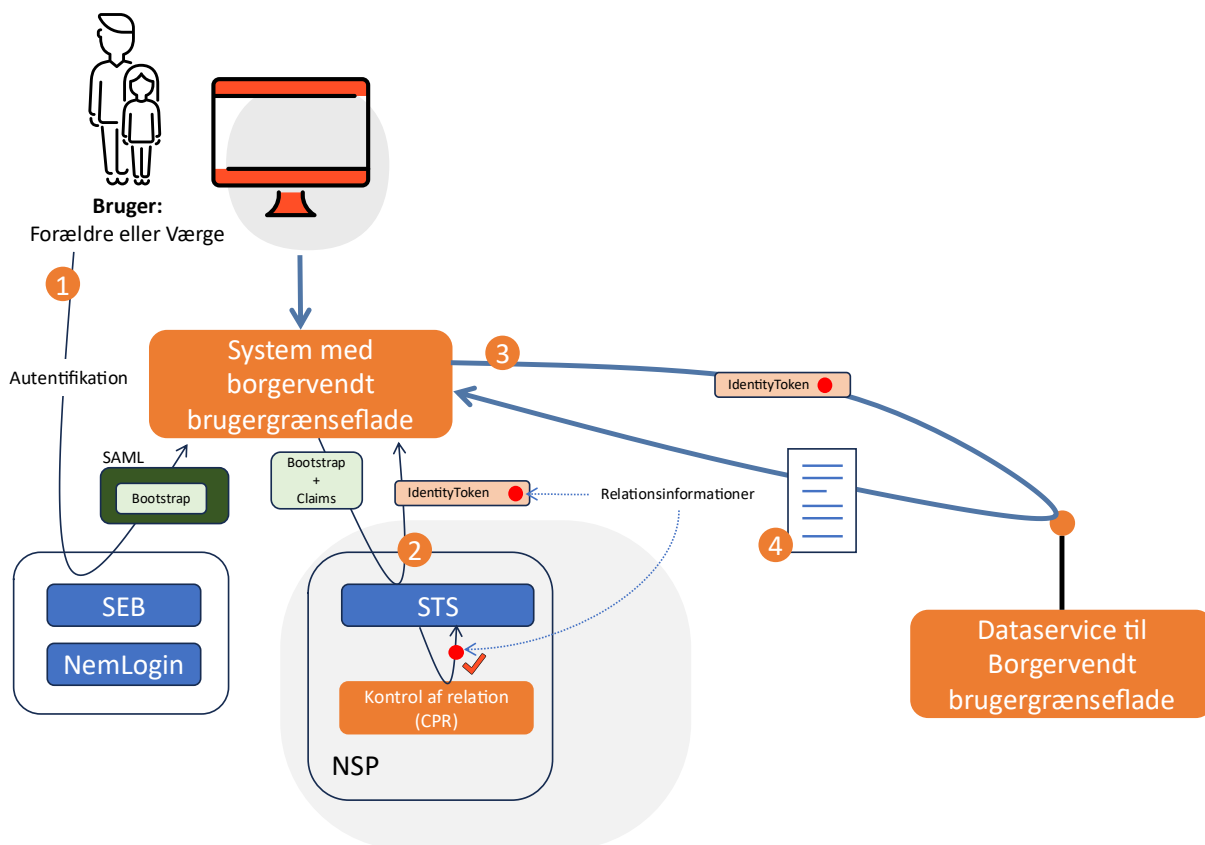 Bruger:
Forældre eller Værge
1
Autentifikation
System med
borgervendt
brugergrænseflade
3
IdentityToken
SAML
Bootstrap
Bootstrap
+
Claims
IdentityToken
Relationsinformationer
2
4
SEB
NemLogin
STS
Kontrol af relation
(CPR)
NSP
Dataservice til
Borgervendt
brugergrænseflade